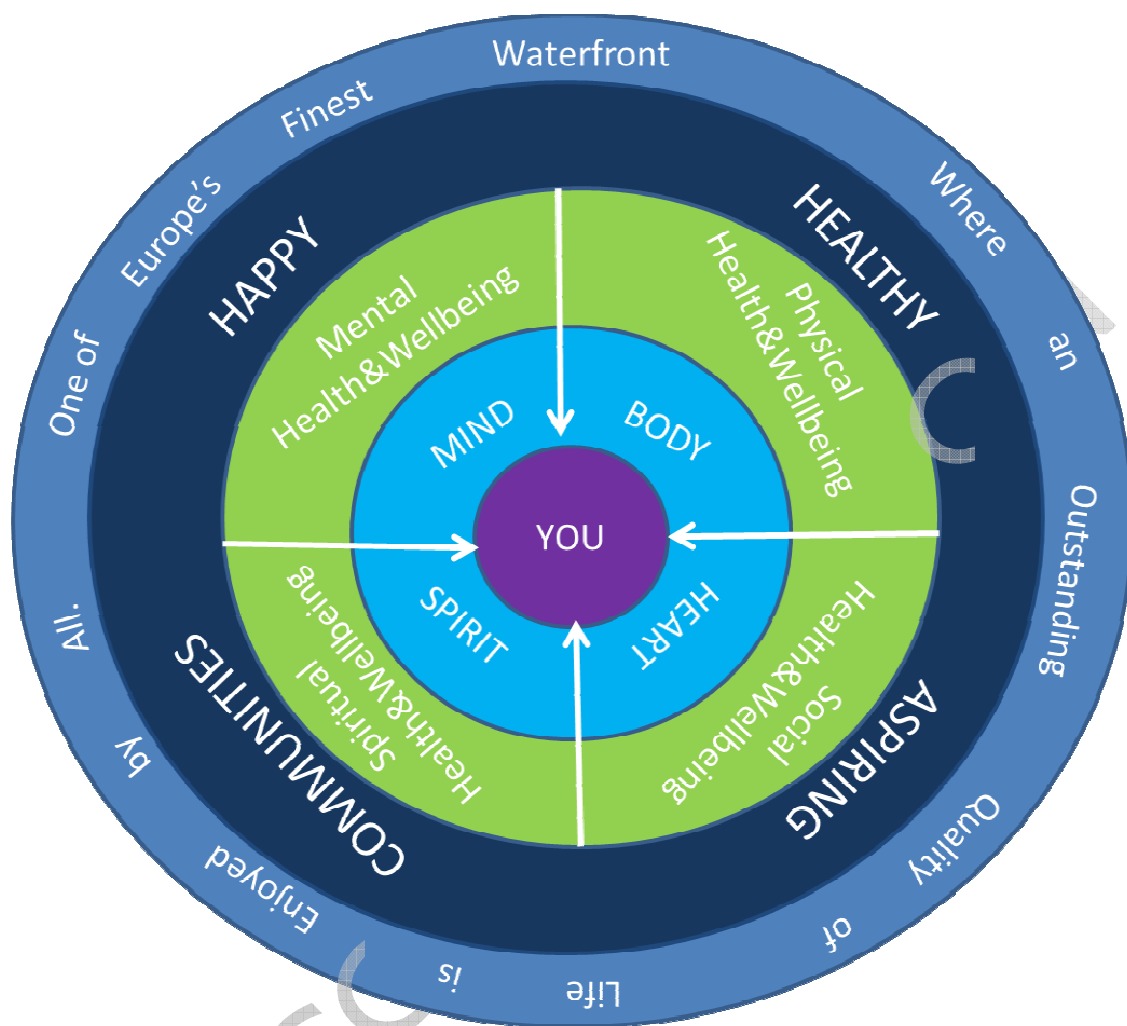 One of Europe's Finest Waterfront Where an Outstanding Quality of Life is Enjoyed by All.
HAPPY
HEALTHY
ASPIRING
COMMUNITIES
Mental
Health&Wellbeing
Physical
Health&Wellbeing
Social
Health&Wellbeing
Spiritual
Health&Wellbeing
MIND
BODY
HEART
SPIRIT
YOU